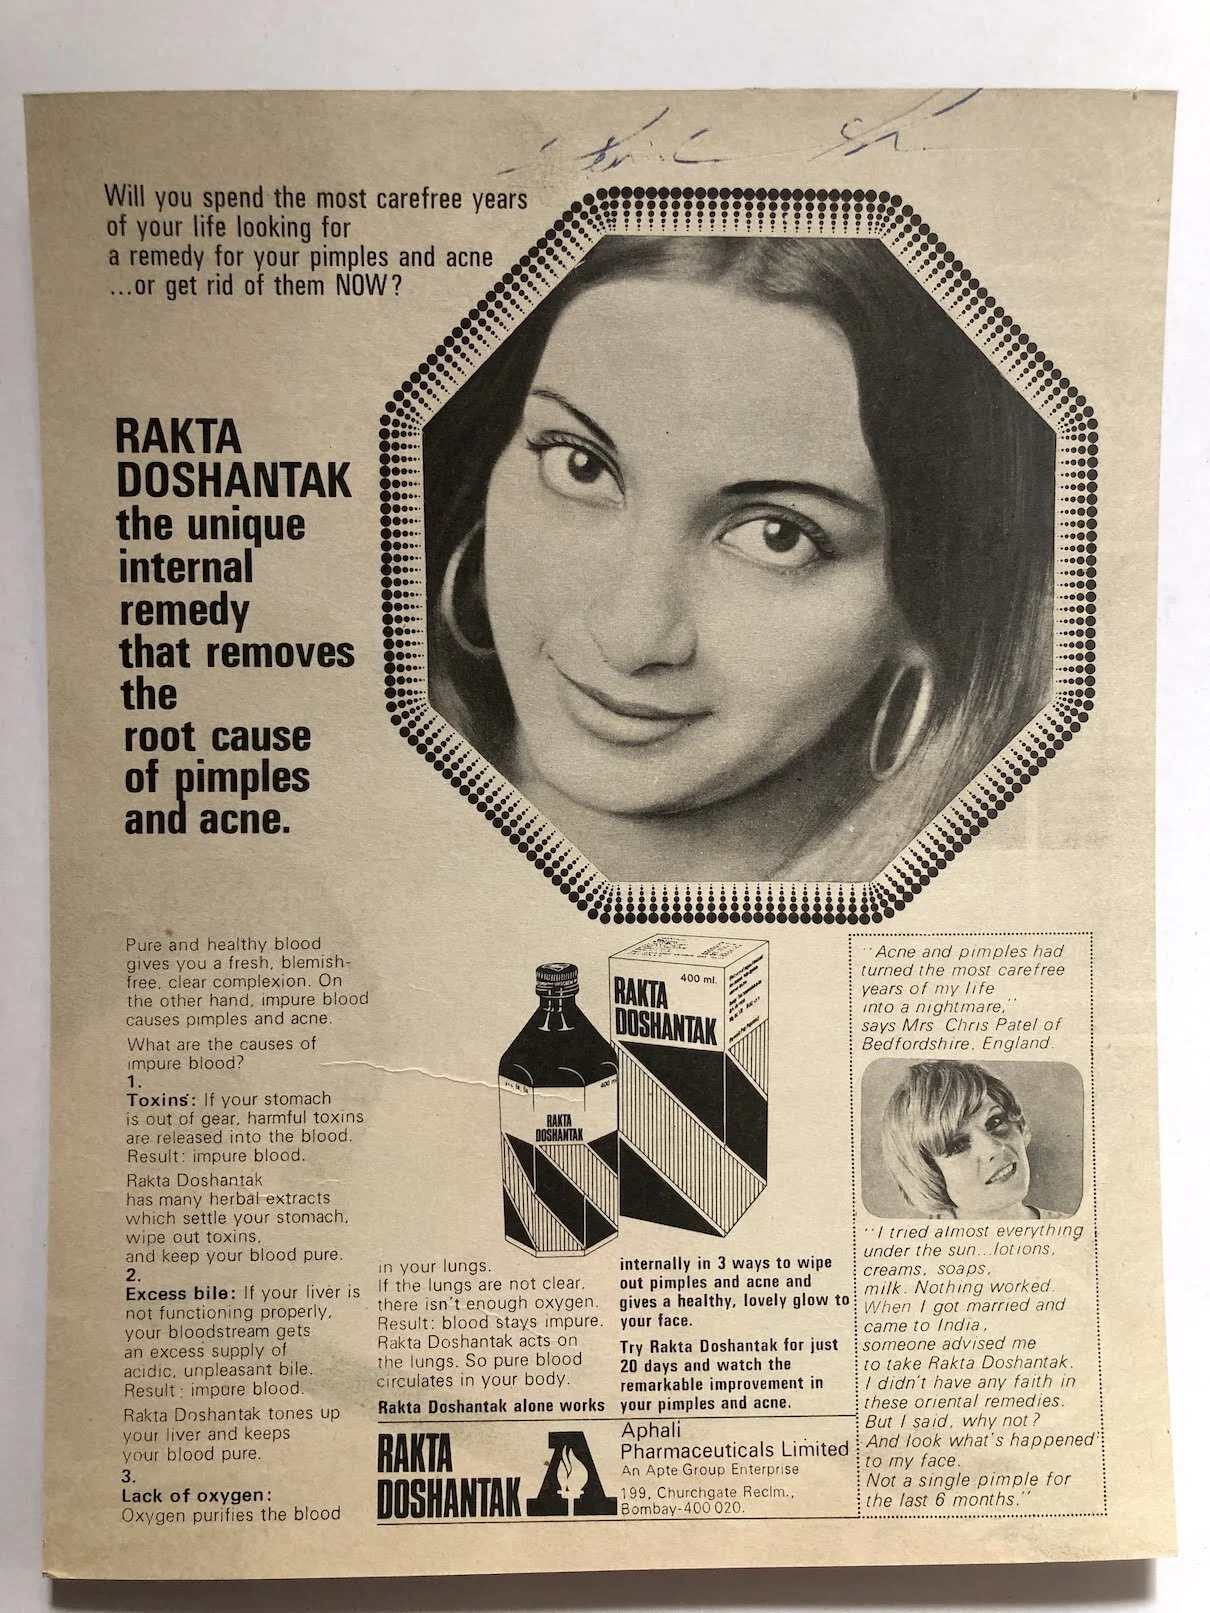 Will you spend the most carefree years
of your life looking for
a remedy for your pimples and acne
...or get rid of them NOW?
RAKTA
DOSHANTAK
the unique
internal
remedy
that removes
the
root cause
of pimples
and acne.
Pure and healthy blood
gives you a fresh, blemish-
free, clear complexion. On
the other hand, impure blood
causes pimples and acne.
What are the causes of
impure blood?
1.
Toxins: If your stomach
is out of gear, harmful toxins
are released into the blood.
Result: impure blood.
Rakta Doshantak
has many herbal extracts
which settle your stomach,
wipe out toxins,
and keep your blood pure.
2.
Excess bile: If your liver is
not functioning properly,
your bloodstream gets
an excess supply of
acidic, unpleasant bile.
Result: impure blood.
Rakta Doshantak tones up
your liver and keeps
your blood pure.
3.
Lack of oxygen:
Oxygen purifies the blood
400 ml.
RAKTA
DOSHANTAK
400 ml
RAKTA
DOSHANTAK
in your lungs.
If the lungs are not clear,
there isn't enough oxygen.
Result: blood stays impure.
Rakta Doshantak acts on
the lungs. So pure blood
circulates in your body.
Rakta Doshantak alone works
internally in 3 ways to wipe
out pimples and acne and
gives a healthy, lovely glow to
your face.
Try Rakta Doshantak for just
20 days and watch the
remarkable improvement in
your pimples and acne.
RAKTA
DOSHANTAK
Aphali
Pharmaceuticals Limited
An Apte Group Enterprise
199, Churchgate Reclm.,
Bombay-400 020.
"Acne and pimples had
turned the most carefree
years of my life
into a nightmare,"
says Mrs Chris Patel of
Bedfordshire, England.
"I tried almost everything
under the sun...lotions,
creams, soaps,
milk. Nothing worked.
When I got married and
came to India,
someone advised me
to take Rakta Doshantak.
I didn't have any faith in
these oriental remedies.
But I said, why not?
And look what's happened
to my face.
Not a single pimple for
the last 6 months."